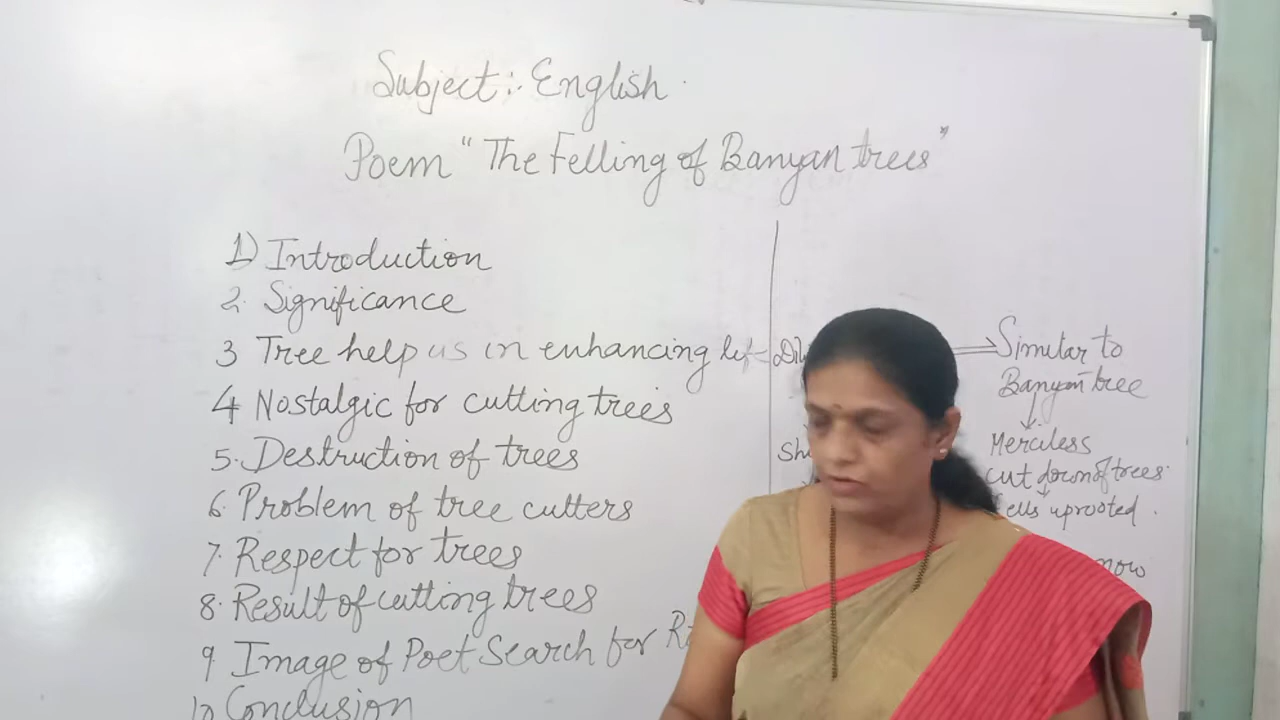 Subject:- English.
Poem "The Felling of Banyan trees"
1) Introduction
2. Significance
3 Tree help us in enhancing life
4 Nostalgic for cutting trees
5. Destruction of trees
6. Problem of tree cutters
7. Respect for trees
8. Result of cutting trees
9 Image of Poet Search for
10 Conclusion
Similar to
Banyan tree
Merciless
cut down of trees.
uprooted.
now